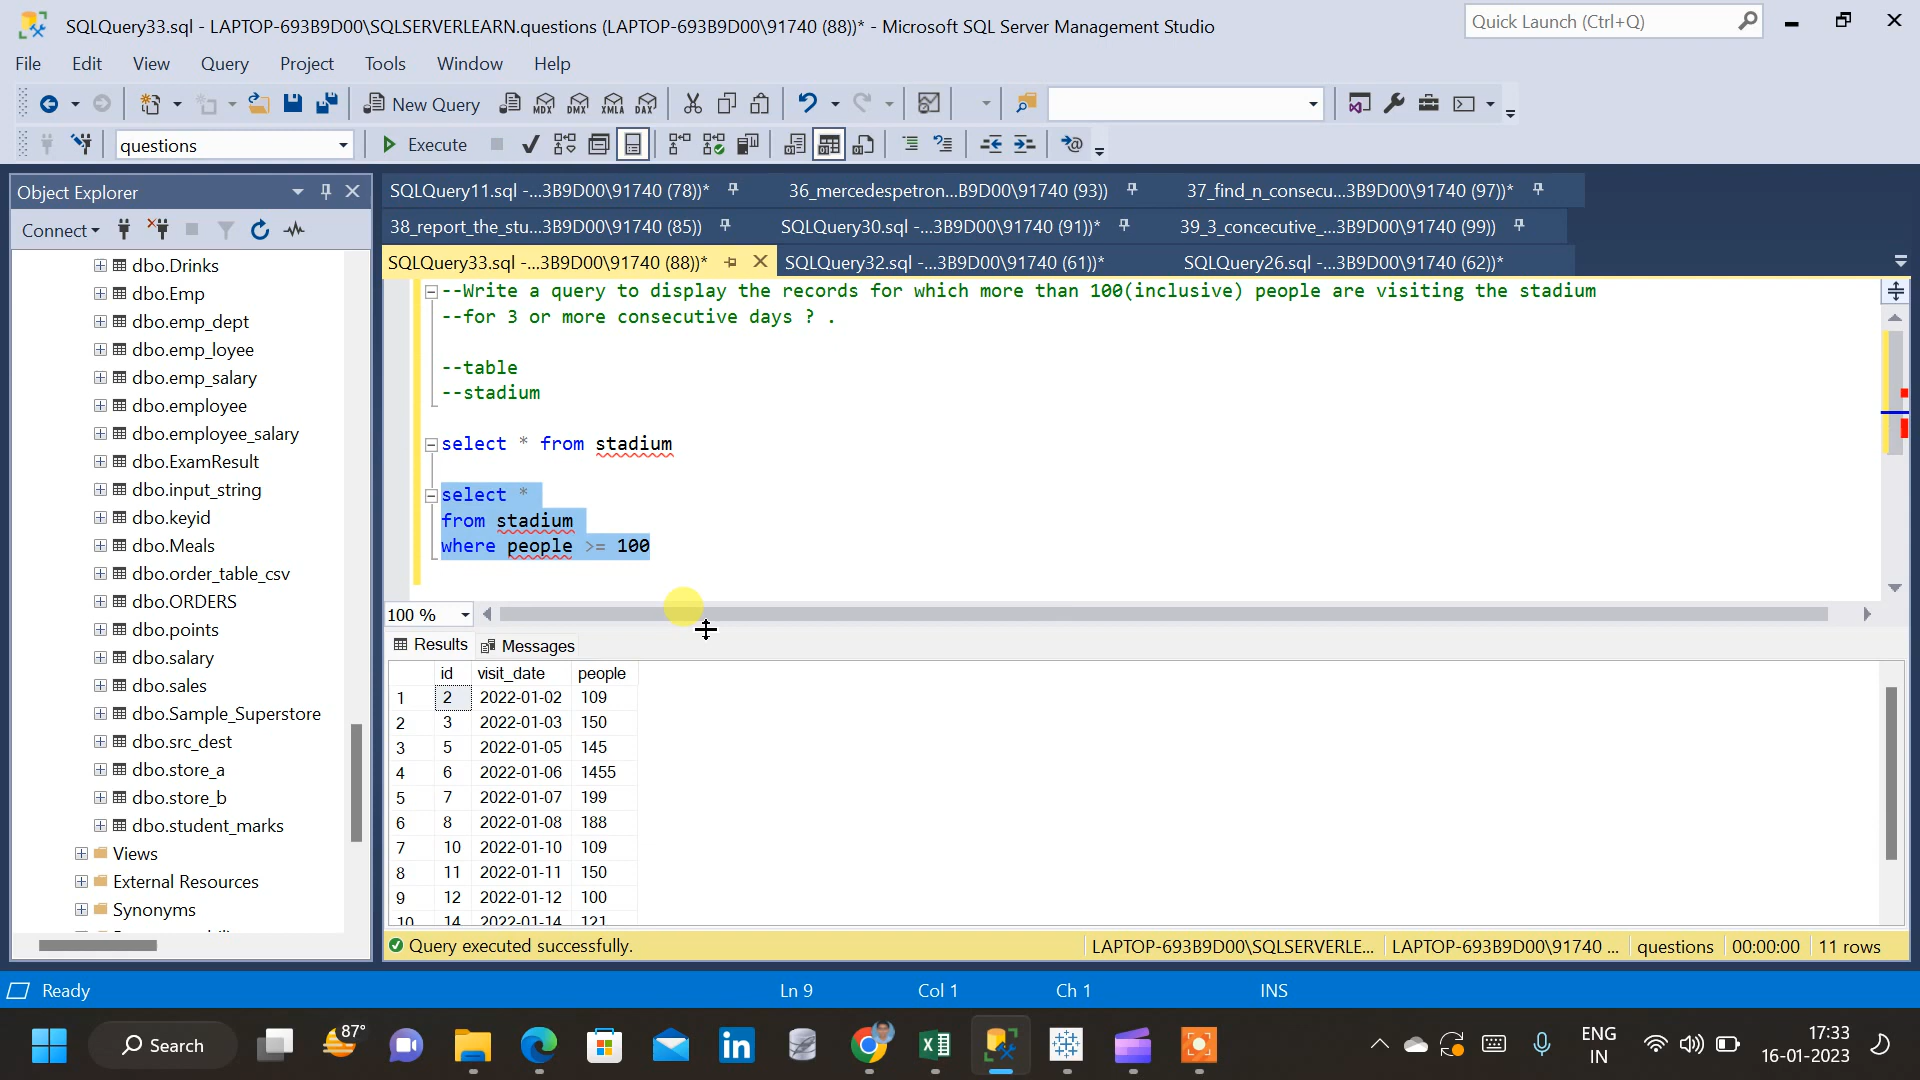 SQLQuery33.sql - LAPTOP-693B9D00\SQLSERVERLEARN.questions (LAPTOP-693B9D00\91740 (88))* - Microsoft SQL Server Management Studio
Quick Launch (Ctrl+Q)
File Edit View Query Project Tools Window Help
New Query
MDX DMX XMLA DAX
questions
Execute
Object Explorer
Connect
dbo.Drinks
dbo.Emp
dbo.emp_dept
dbo.emp_loyee
dbo.emp_salary
dbo.employee
dbo.employee_salary
dbo.ExamResult
dbo.input_string
dbo.keyid
dbo.Meals
dbo.order_table_csv
dbo.ORDERS
dbo.points
dbo.salary
dbo.sales
dbo.Sample_Superstore
dbo.src_dest
dbo.store_a
dbo.store_b
dbo.student_marks
Views
External Resources
Synonyms
SQLQuery11.sql -...3B9D00\91740 (78))*
36_mercedespetron...B9D00\91740 (93))
37_find_n_consecu...3B9D00\91740 (97))*
38_report_the_stu...3B9D00\91740 (85))
SQLQuery30.sql -...3B9D00\91740 (91))*
39_3_concecutive_...3B9D00\91740 (99))
SQLQuery33.sql -...3B9D00\91740 (88))*
SQLQuery32.sql -...3B9D00\91740 (61))*
SQLQuery26.sql -...3B9D00\91740 (62))*
--Write a query to display the records for which more than 100(inclusive) people are visiting the stadium
--for 3 or more consecutive days ? .
--table
--stadium
select * from stadium
select *
from stadium
where people >= 100
100 %
Results Messages
id visit_date people
1 2 2022-01-02 109
2 3 2022-01-03 150
3 5 2022-01-05 145
4 6 2022-01-06 1455
5 7 2022-01-07 199
6 8 2022-01-08 188
7 10 2022-01-10 109
8 11 2022-01-11 150
9 12 2022-01-12 100
10 14 2022-01-14 121
Query executed successfully.
LAPTOP-693B9D00\SQLSERVERLE... LAPTOP-693B9D00\91740 ... questions 00:00:00 11 rows
Ready
Ln 9
Col 1
Ch 1
INS
Search
87°
ENG
IN
17:33
16-01-2023